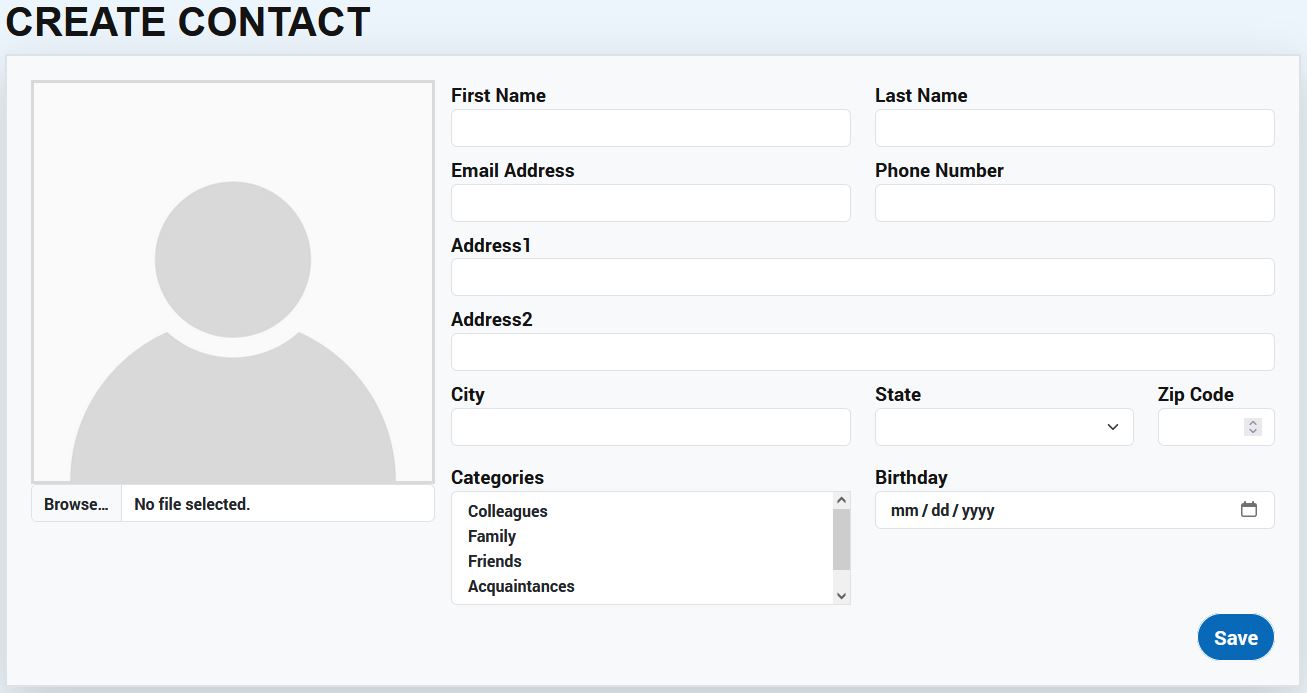 CREATE CONTACT
First Name
Last Name
Email Address
Phone Number
Address1
Address2
City
State
Zip Code
Browse...
No file selected.
Categories
Birthday
Colleagues
mm / dd / yyyy
Family
Friends
Acquaintances
Save